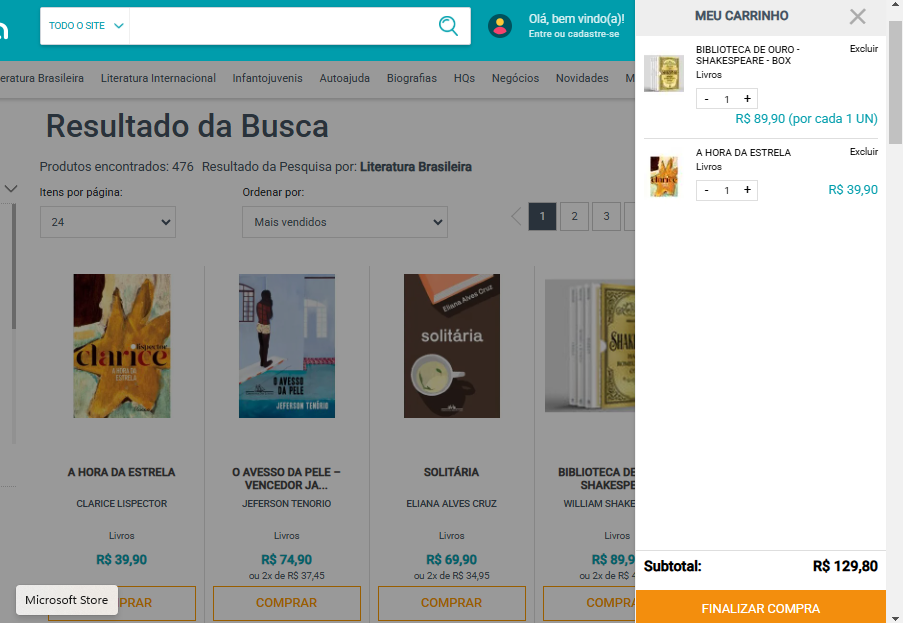 TODO O SITE
Olá, bem vindo(a)!
Entre ou cadastre-se
eratura Brasileira Literatura Internacional Infantojuvenis Autoajuda Biografias HQs Negócios Novidades M
Resultado da Busca
Produtos encontrados: 476 Resultado da Pesquisa por: Literatura Brasileira
Itens por página: Ordenar por:
24 Mais vendidos 1 2 3
clarice lispector
A HORA DA
ESTRELA
O AVESSO
DA PELE
JEFERSON TENÓRIO
Eliana Alves Cruz
solitária
SHAK
A HORA DA ESTRELA
CLARICE LISPECTOR
Livros
R$ 39,90
PRAR
O AVESSO DA PELE –
VENCEDOR JA...
JEFERSON TENORIO
Livros
R$ 74,90
ou 2x de R$ 37,45
COMPRAR
SOLITÁRIA
ELIANA ALVES CRUZ
Livros
R$ 69,90
ou 2x de R$ 34,95
COMPRAR
BIBLIOTECA DE
SHAKESPE
WILLIAM SHAKE
Livros
R$ 89,9
ou 2x de R$ 4
COMPRA
Microsoft Store
MEU CARRINHO
BIBLIOTECA DE OURO - Excluir
SHAKESPEARE - BOX
Livros
- 1 +
R$ 89,90 (por cada 1 UN)
A HORA DA ESTRELA Excluir
Livros
- 1 + R$ 39,90
Subtotal: R$ 129,80
FINALIZAR COMPRA